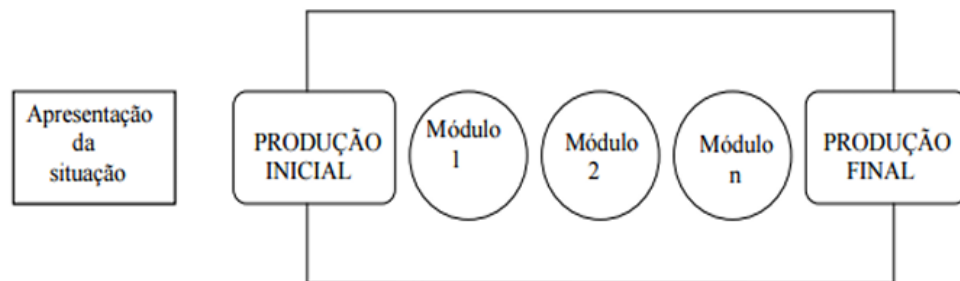 Apresentação
da
situação
PRODUÇÃO
INICIAL
Módulo
1
Módulo
2
Módulo
n
PRODUÇÃO
FINAL